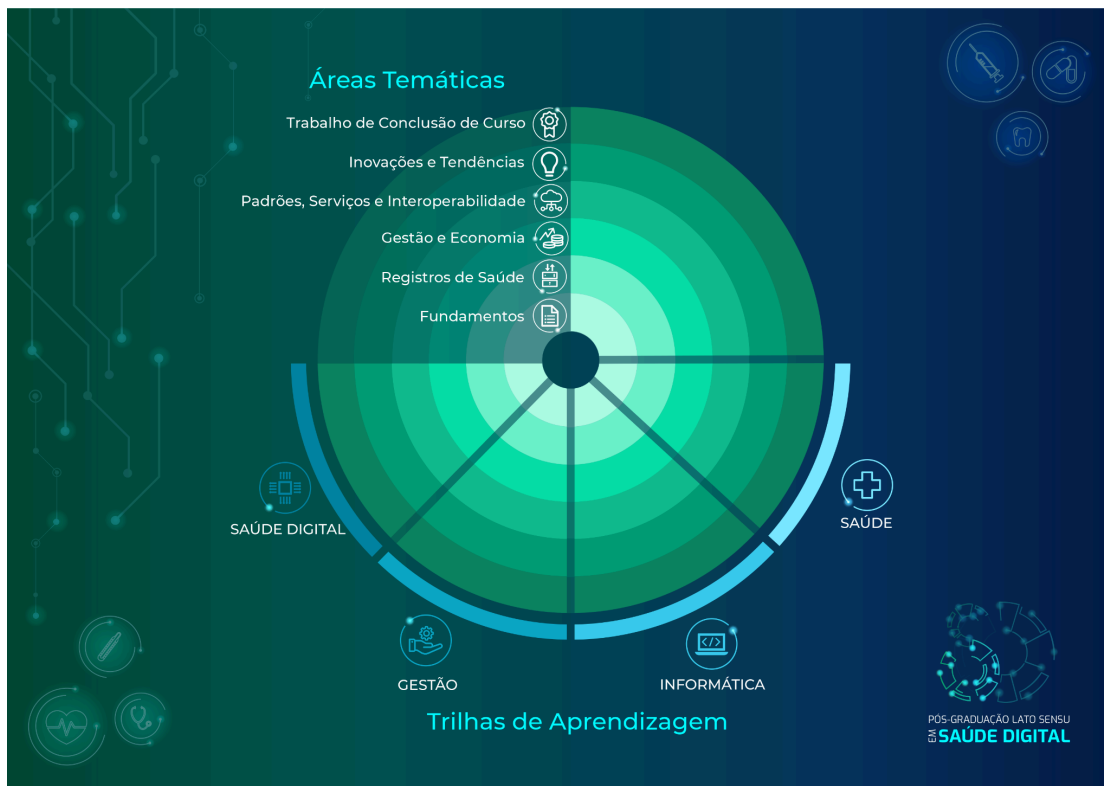 Áreas Temáticas
Trabalho de Conclusão de Curso
Inovações e Tendências
Padrões, Serviços e Interoperabilidade
Gestão e Economia
Registros de Saúde
Fundamentos
SAÚDE DIGITAL
SAÚDE
GESTÃO
INFORMÁTICA
Trilhas de Aprendizagem
PÓS-GRADUAÇÃO LATO SENSU
EM SAÚDE DIGITAL